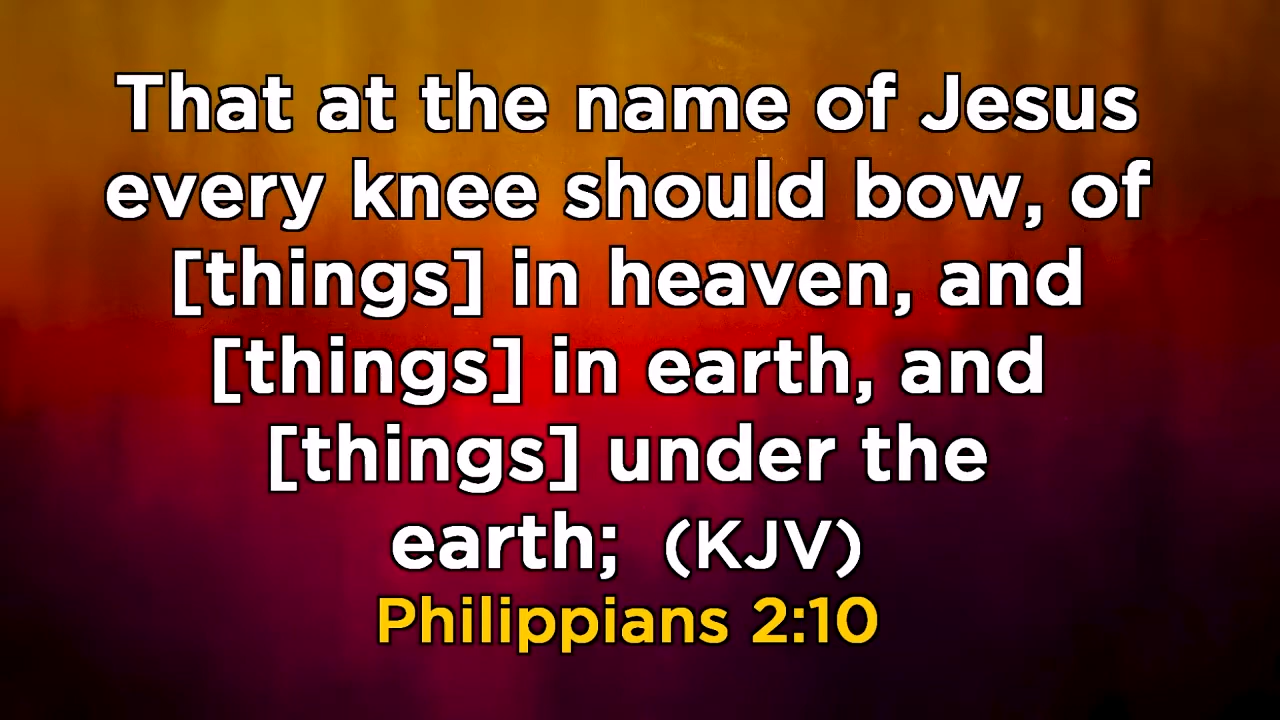 That at the name of Jesus
every knee should bow, of
[things] in heaven, and
[things] in earth, and
[things] under the
earth; (KJV)
Philippians 2:10